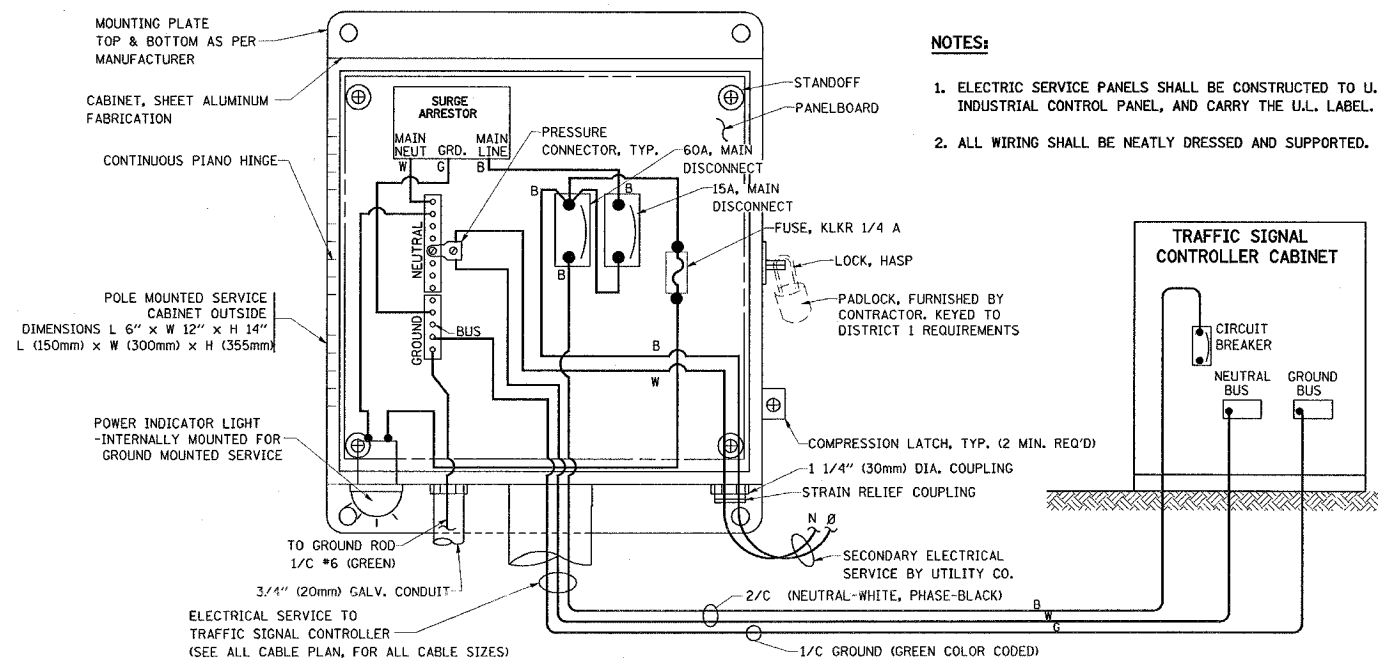 MOUNTING PLATE
TOP & BOTTOM AS PER
MANUFACTURER
CABINET, SHEET ALUMINUM
FABRICATION
CONTINUOUS PIANO HINGE
POLE MOUNTED SERVICE
CABINET OUTSIDE
DIMENSIONS L 6" x W 12" x H 14"
L (150mm) x W (300mm) x H (355mm)
POWER INDICATOR LIGHT
-INTERNALLY MOUNTED FOR
GROUND MOUNTED SERVICE
TO GROUND ROD
1/C #6 (GREEN)
3/4" (20mm) GALV. CONDUIT
ELECTRICAL SERVICE TO
TRAFFIC SIGNAL CONTROLLER
(SEE ALL CABLE PLAN, FOR ALL CABLE SIZES)
SURGE
ARRESTOR
MAIN
NEUT
GRD.
MAIN
LINE
W
G
B
NEUTRAL
GROUND
BUS
B
B
B
B
W
STANDOFF
PANELBOARD
PRESSURE
CONNECTOR, TYP.
60A, MAIN
DISCONNECT
15A, MAIN
DISCONNECT
FUSE, KLKR 1/4 A
LOCK, HASP
PADLOCK, FURNISHED BY
CONTRACTOR. KEYED TO
DISTRICT 1 REQUIREMENTS
COMPRESSION LATCH, TYP. (2 MIN. REQ'D)
1 1/4" (30mm) DIA. COUPLING
STRAIN RELIEF COUPLING
N Ø
SECONDARY ELECTRICAL
SERVICE BY UTILITY CO.
2/C (NEUTRAL-WHITE, PHASE-BLACK)
B
W
G
1/C GROUND (GREEN COLOR CODED)
NOTES:
1. ELECTRIC SERVICE PANELS SHALL BE CONSTRUCTED TO U.
INDUSTRIAL CONTROL PANEL, AND CARRY THE U.L. LABEL.
2. ALL WIRING SHALL BE NEATLY DRESSED AND SUPPORTED.
TRAFFIC SIGNAL
CONTROLLER CABINET
CIRCUIT
BREAKER
NEUTRAL
BUS
GROUND
BUS